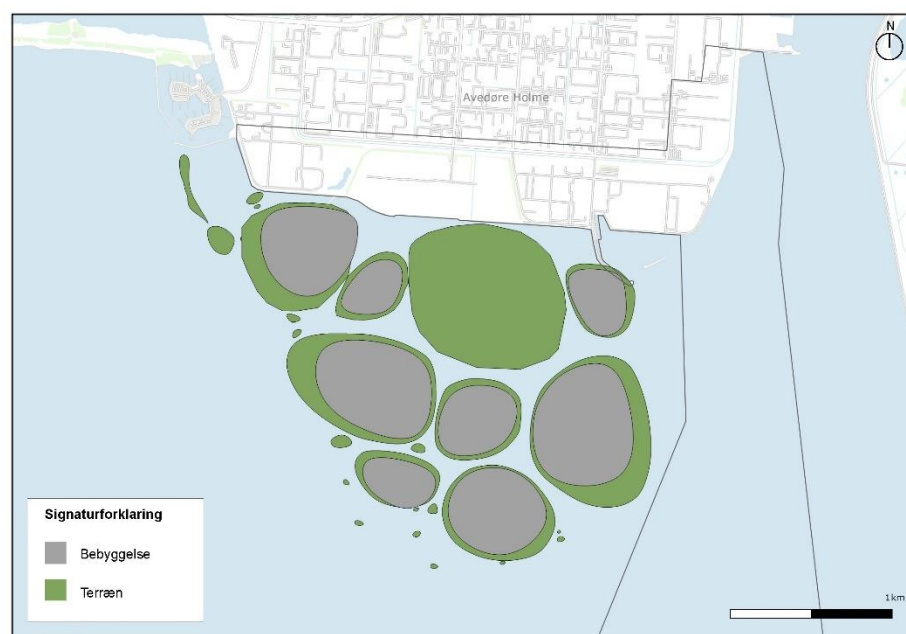 N
Avedøre Holme
Signaturforklaring
Bebyggelse
Terræn
1km